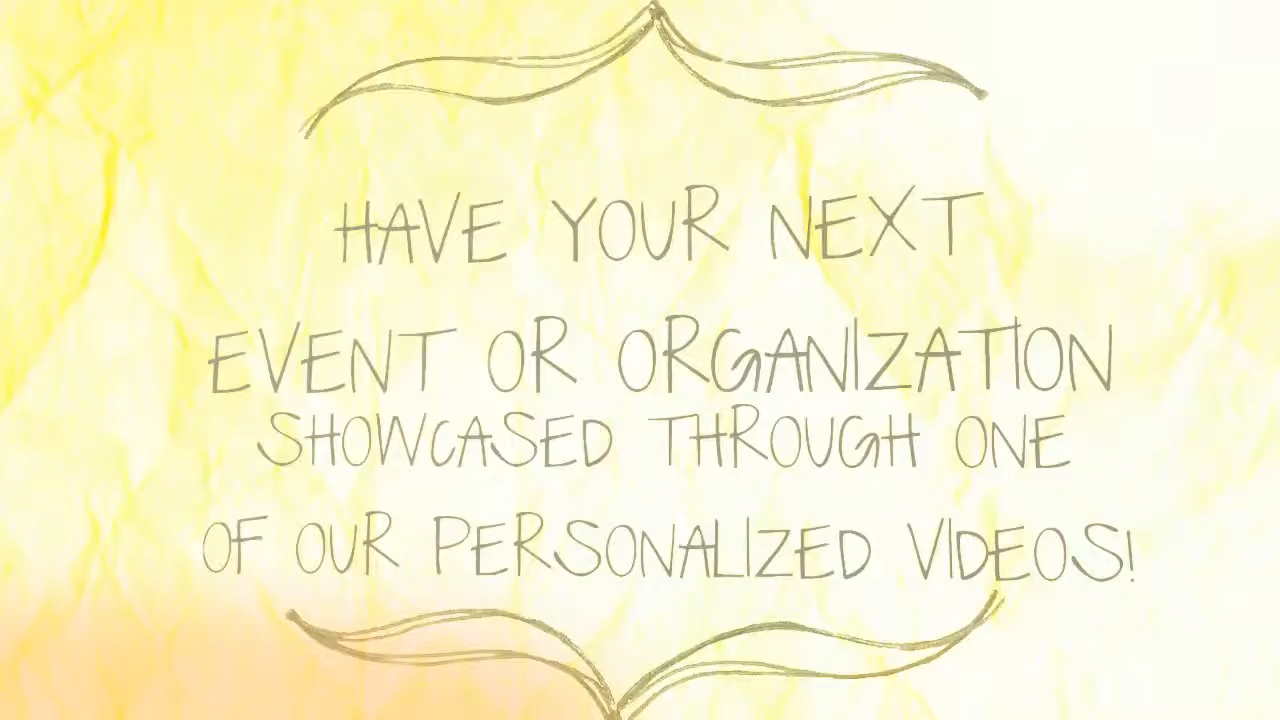 HAVE YOUR NEXT
EVENT OR ORGANIZATION
SHOWCASED THROUGH ONE
OF OUR PERSONALIZED VIDEOS!